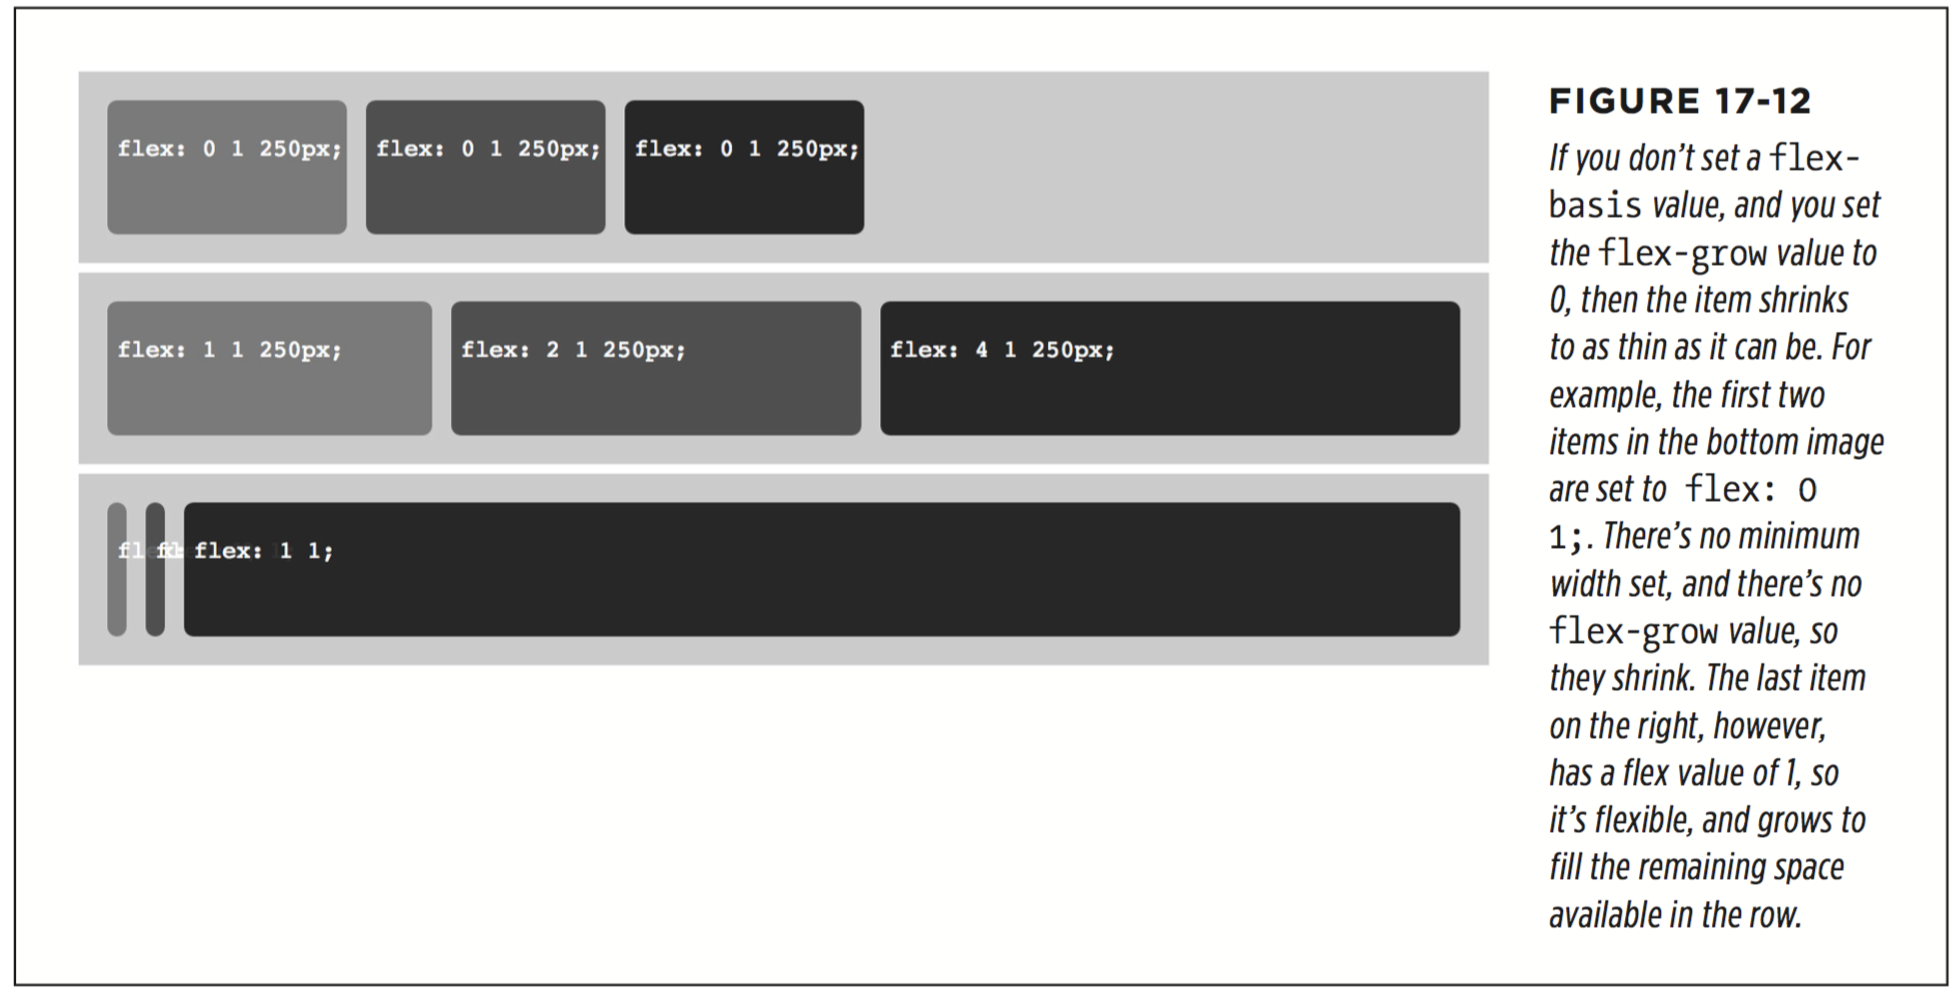 flex: 0 1 250px; flex: 0 1 250px; flex: 0 1 250px;
flex: 1 1 250px; flex: 2 1 250px; flex: 4 1 250px;
flex: 1 1;
FIGURE 17-12
If you don’t set a flex-
basis value, and you set
the flex-grow value to
0, then the item shrinks
to as thin as it can be. For
example, the first two
items in the bottom image
are set to flex: 0
1;. There’s no minimum
width set, and there’s no
flex-grow value, so
they shrink. The last item
on the right, however,
has a flex value of 1, so
it’s flexible, and grows to
fill the remaining space
available in the row.